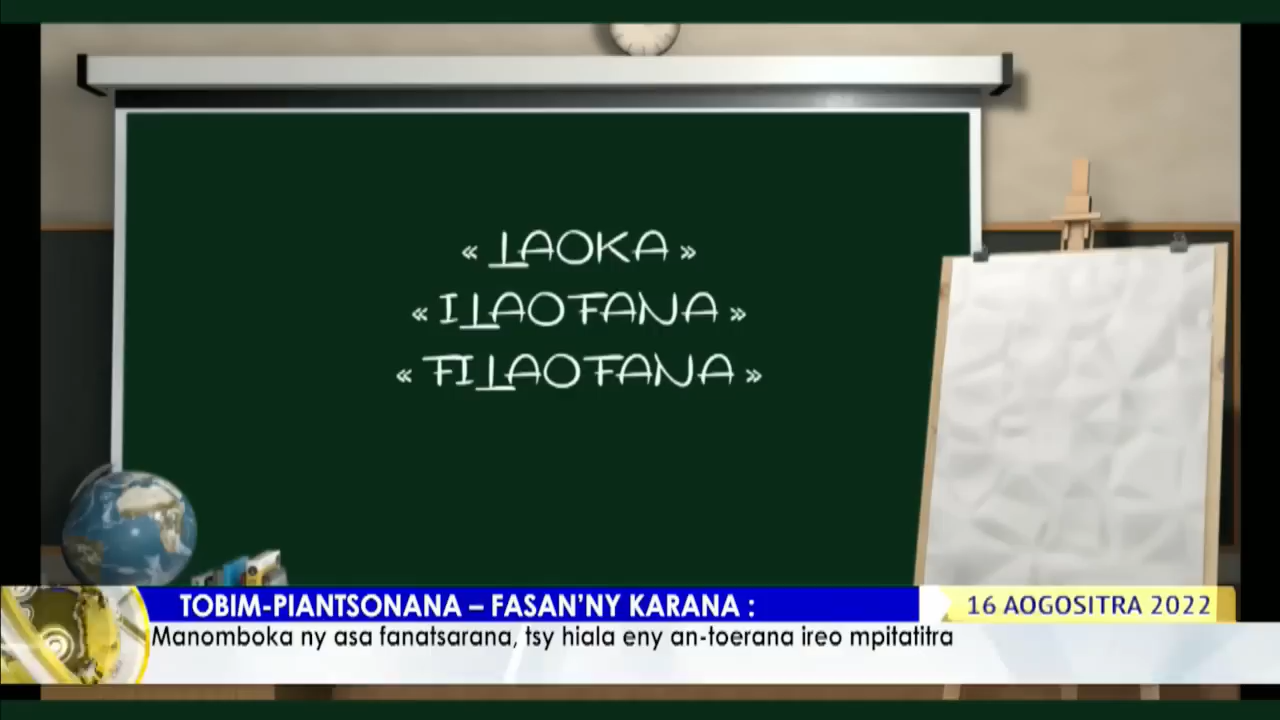 « LAOKA »
« ILAOFANA »
« FILAOFANA »
TOBIM-PIANTSONANA – FASAN'NY KARANA :
16 AOGOSITRA 2022
Manomboka ny asa fanatsarana, tsy hiala eny an-toerana ireo mpitatitra